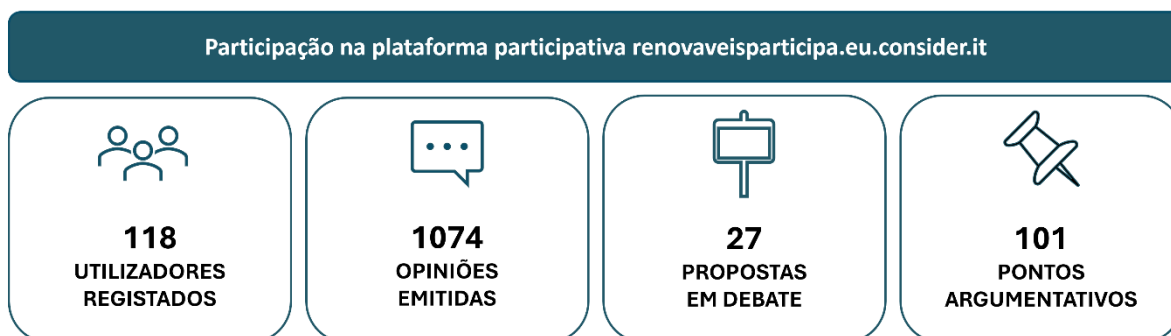 Participação na plataforma participativa renovaveisparticipa.eu.consider.it
118
UTILIZADORES
REGISTADOS
1074
OPINIÕES
EMITIDAS
27
PROPOSTAS
EM DEBATE
101
PONTOS
ARGUMENTATIVOS